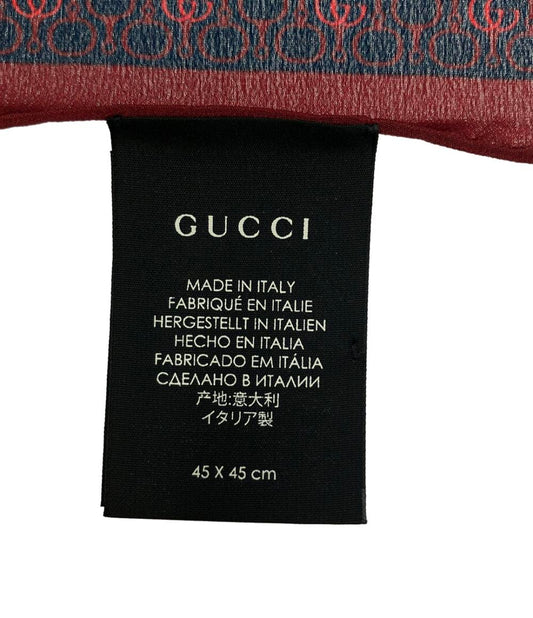 GUCCI
MADE IN ITALY
FABRIQUÉ EN ITALIE
HERGESTELLT IN ITALIEN
HECHO EN ITALIA
FABRICADO EM ITÁLIA
СДЕЛАНО В ИТАЛИИ
产地:意大利
イタリア製
45 X 45 cm